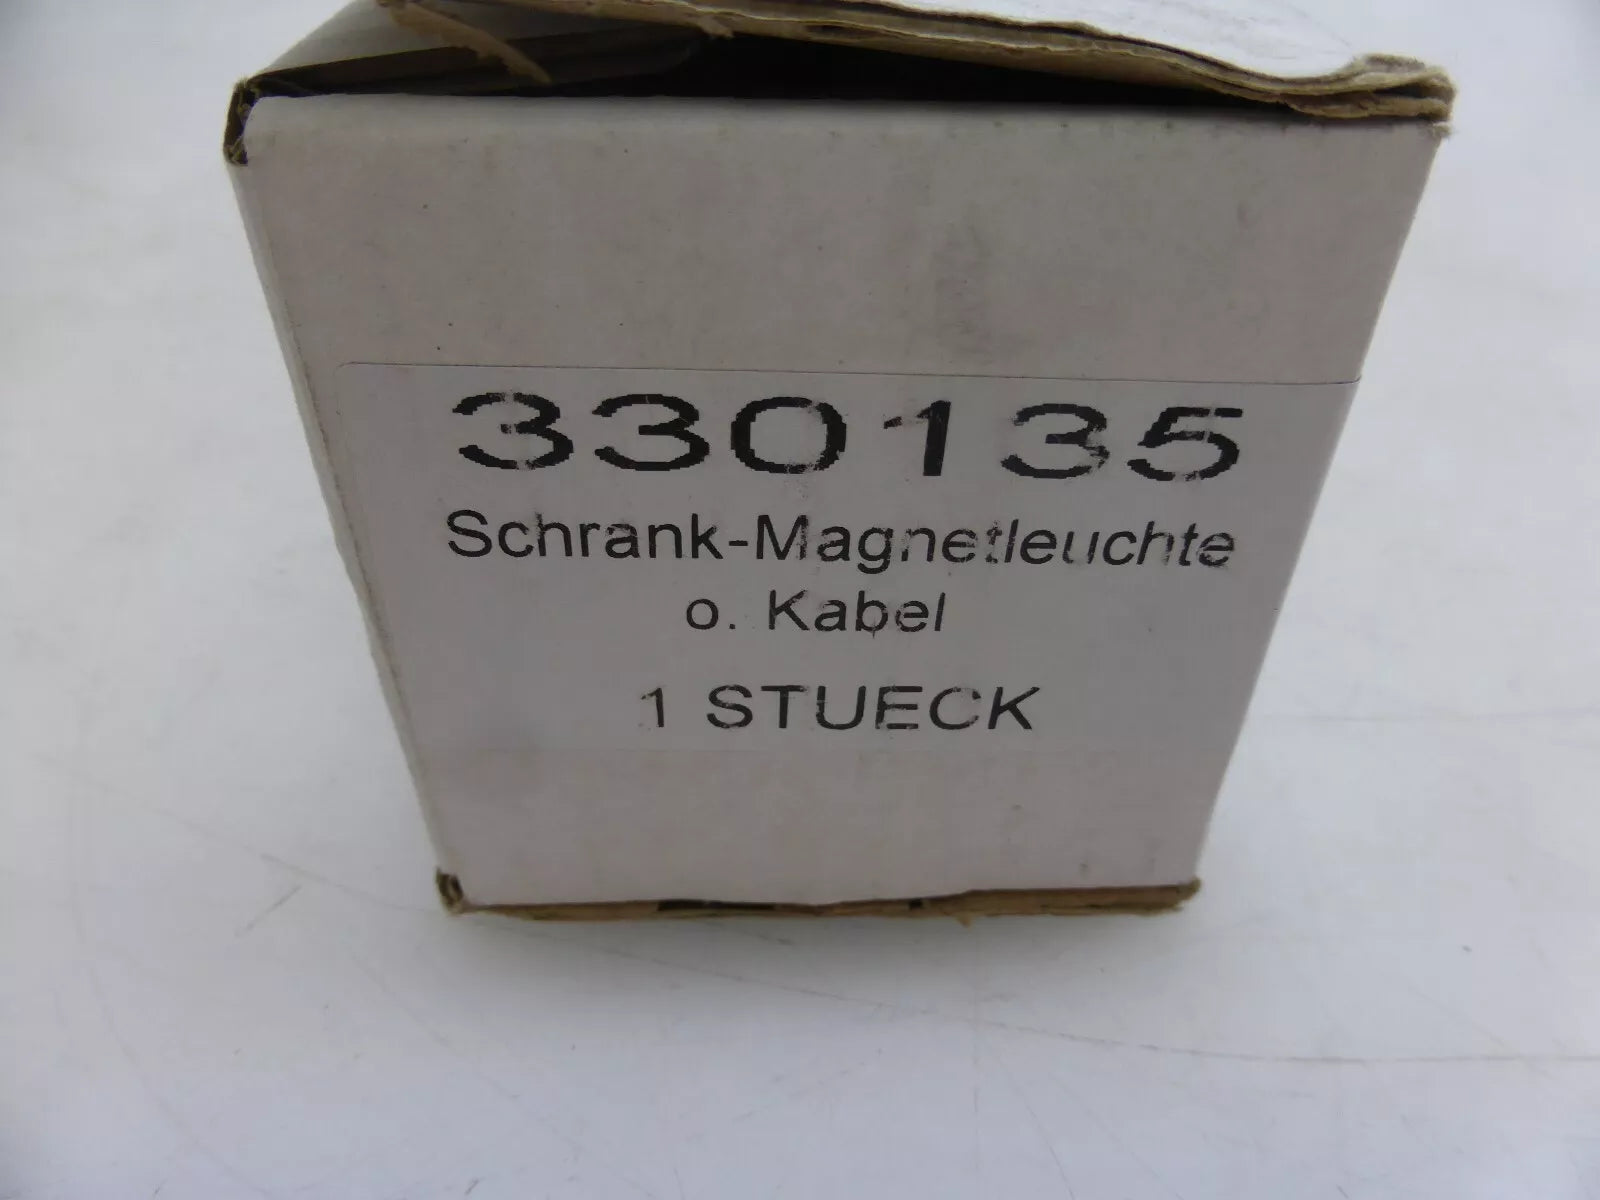 330135
Schrank-Magnetleuchte
o. Kabel
1 STUECK